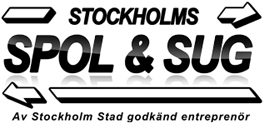 STOCKHOLMS
SPOL & SUG
Av Stockholm Stad godkänd entreprenör